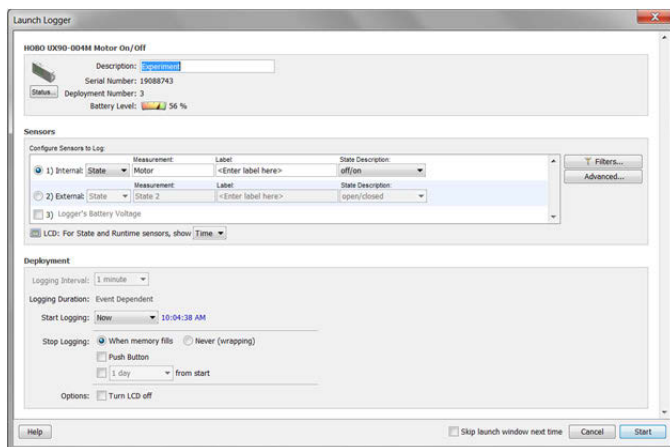 Launch Logger
HOBO UX90-004M Motor On/Off
Description: Experiment
Serial Number: 19088743
Status... Deployment Number: 3
Battery Level: 56 %
Sensors
Configure Sensors to Log:
Measurement: Label: State Description:
1) Internal: State Motor <Enter label here> off/on Filters...
Advanced...
Measurement: Label: State Description:
2) External: State State 2 <Enter label here> open/closed
3) Logger's Battery Voltage
LCD: For State and Runtime sensors, show Time
Deployment
Logging Interval: 1 minute
Logging Duration: Event Dependent
Start Logging: Now 10:04:38 AM
Stop Logging: When memory fills Never (wrapping)
Push Button
1 day from start
Options: Turn LCD off
Help Skip launch window next time Cancel Start